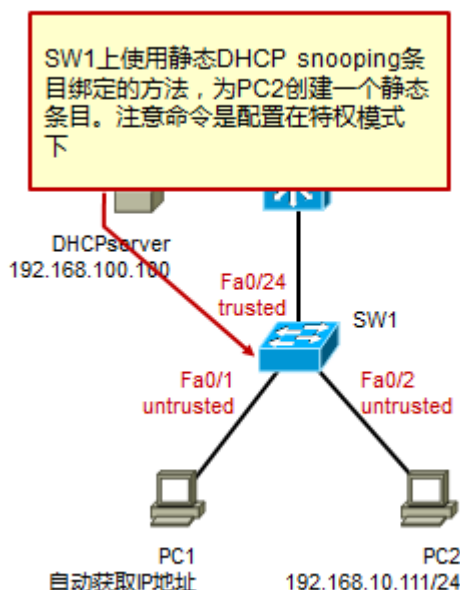 SW1上使用静态DHCP snooping条
目绑定的方法，为PC2创建一个静态
条目。注意命令是配置在特权模式
下
DHCPserver
192.168.100.100
Fa0/24
trusted
SW1
Fa0/1
untrusted
Fa0/2
untrusted
PC1
自动获取IP地址
PC2
192.168.10.111/24